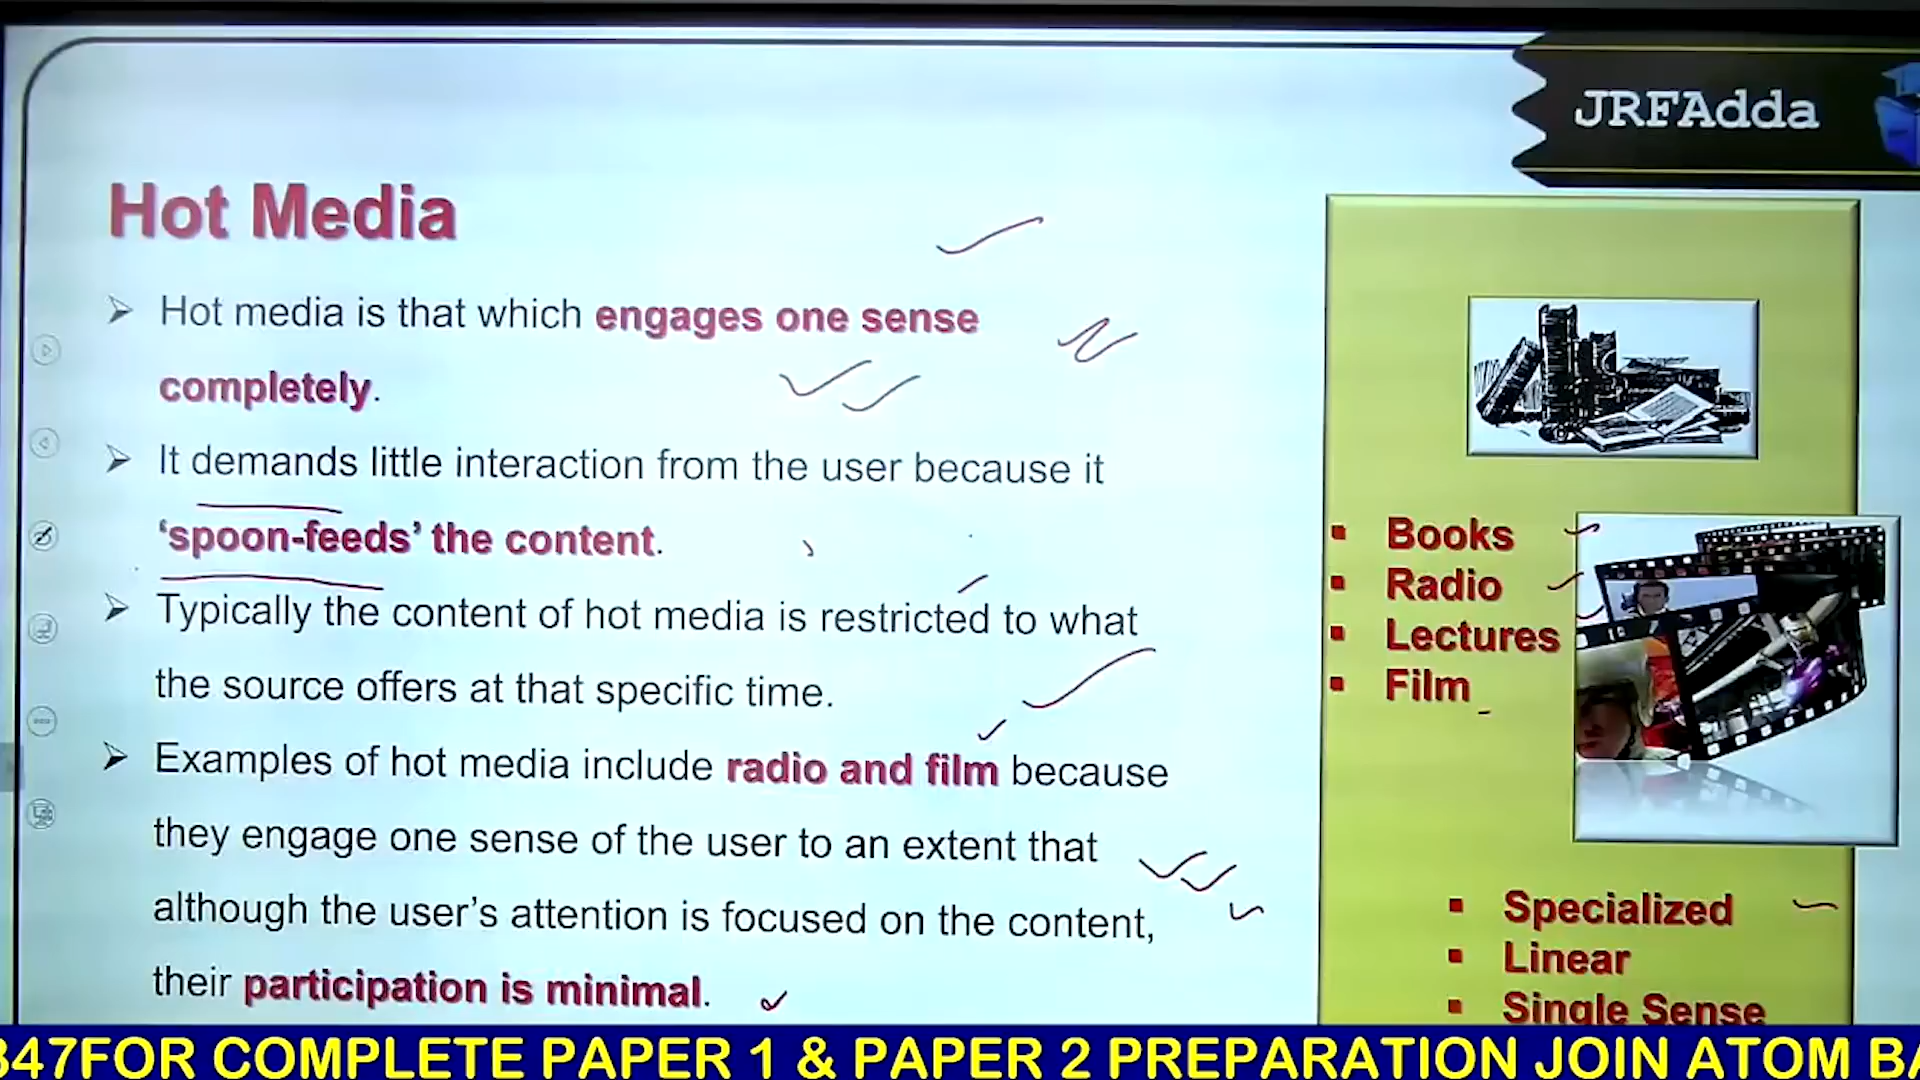 JRFAdda
Hot Media
➢ Hot media is that which engages one sense
completely.
➢ It demands little interaction from the user because it
‘spoon-feeds’ the content.
➢ Typically the content of hot media is restricted to what
the source offers at that specific time.
➢ Examples of hot media include radio and film because
they engage one sense of the user to an extent that
although the user’s attention is focused on the content,
their participation is minimal.
▪ Books
▪ Radio
▪ Lectures
▪ Film
▪ Specialized
▪ Linear
▪ Single Sense
347FOR COMPLETE PAPER 1 & PAPER 2 PREPARATION JOIN ATOM BA